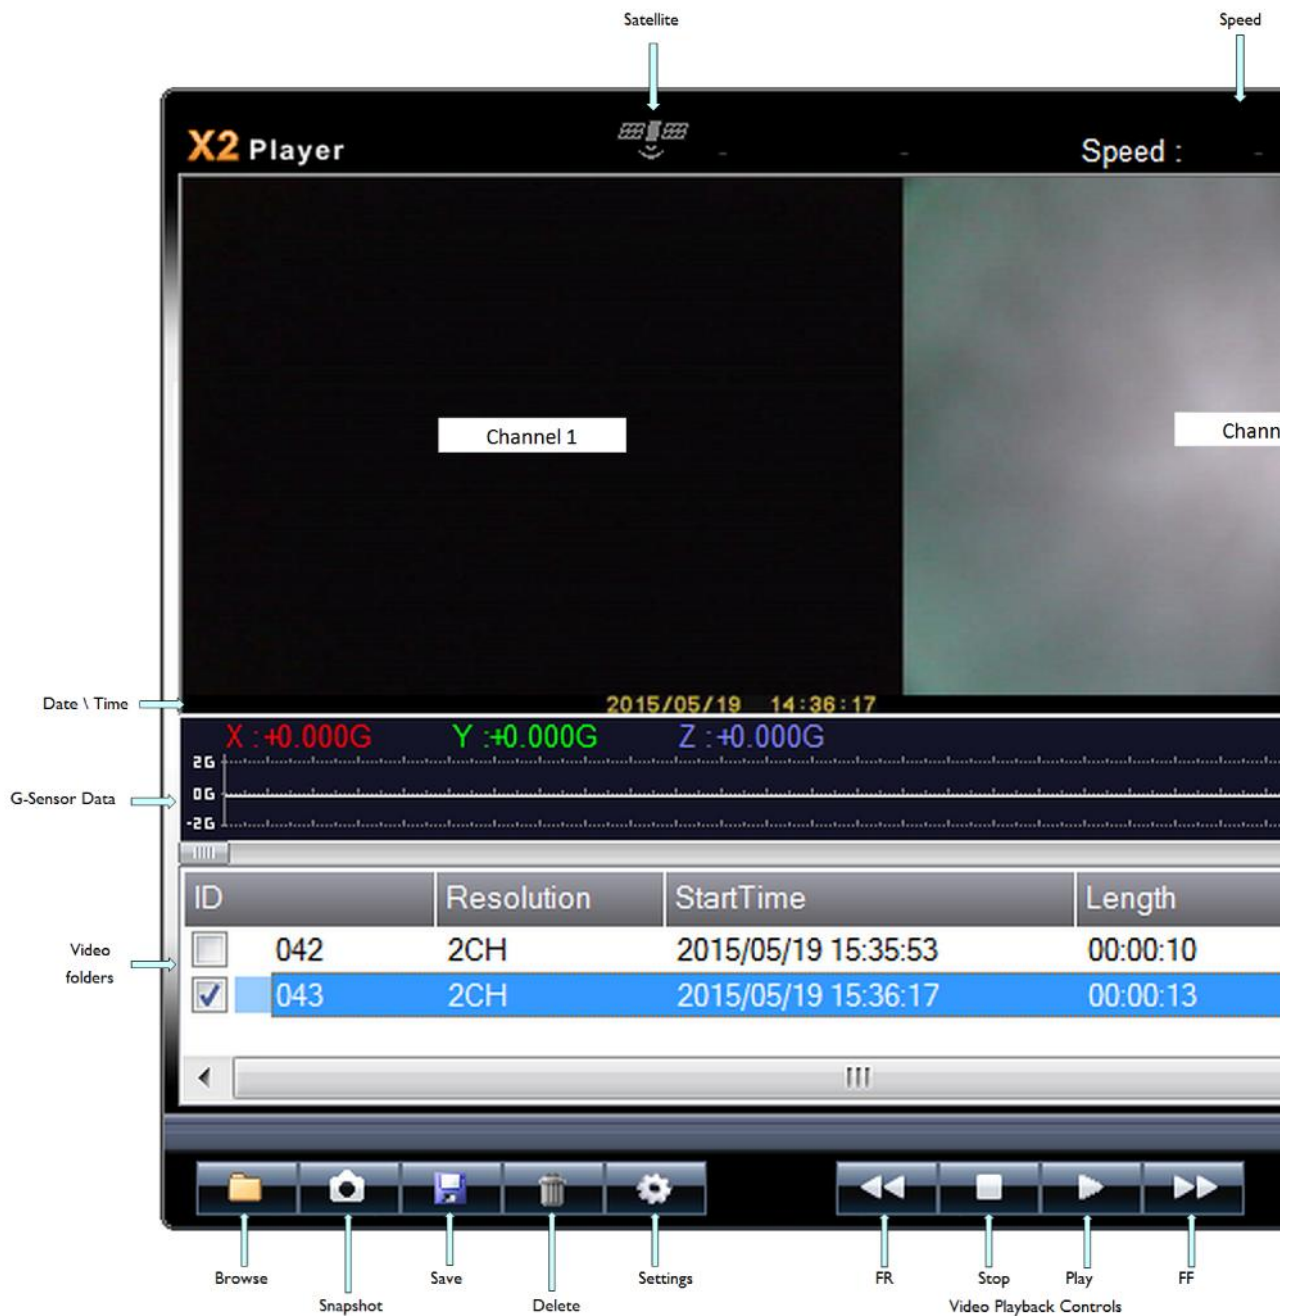 Satellite
Speed
X2 Player
Speed :
Channel 1
Chann
Date \ Time
2015/05/19 14:36:17
X :+0.000G Y :+0.000G Z :+0.000G
2G
0G
-2G
G-Sensor Data
ID Resolution StartTime Length
042 2CH 2015/05/19 15:35:53 00:00:10
043 2CH 2015/05/19 15:36:17 00:00:13
Video
folders
Browse
Snapshot
Save
Delete
Settings
FR
Stop
Play
FF
Video Playback Controls